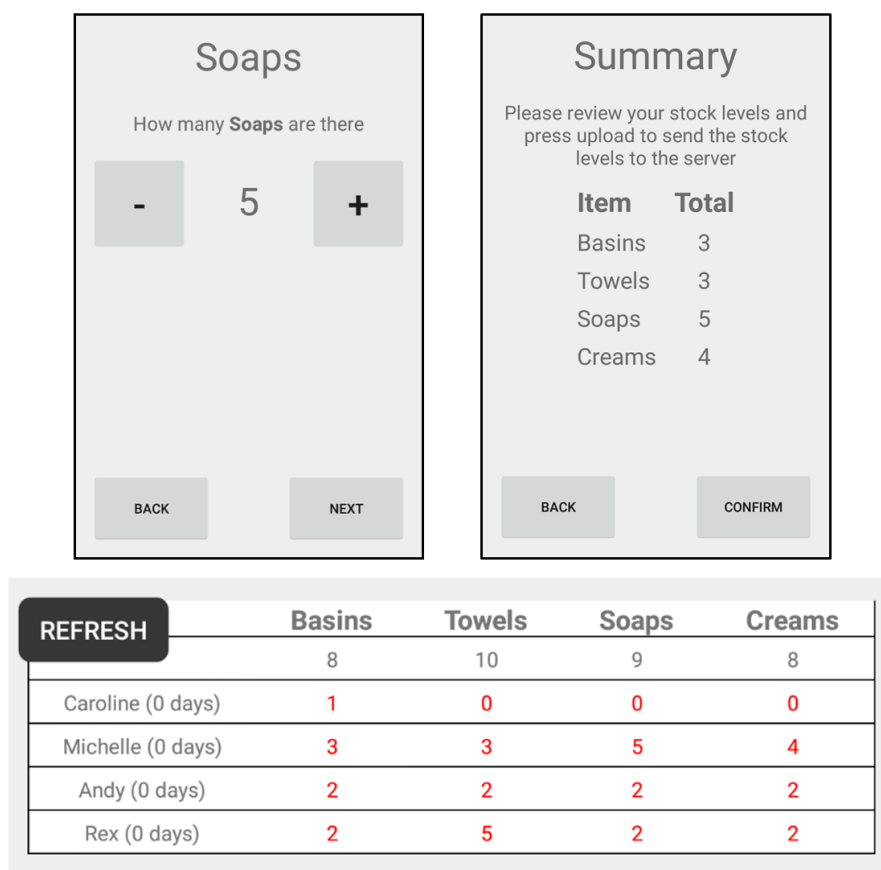 Soaps
How many Soaps are there
- 5 +
BACK NEXT
Summary
Please review your stock levels and
press upload to send the stock
levels to the server
Item Total
Basins 3
Towels 3
Soaps 5
Creams 4
BACK CONFIRM
REFRESH Basins Towels Soaps Creams
8 10 9 8
Caroline (0 days) 1 0 0 0
Michelle (0 days) 3 3 5 4
Andy (0 days) 2 2 2 2
Rex (0 days) 2 5 2 2